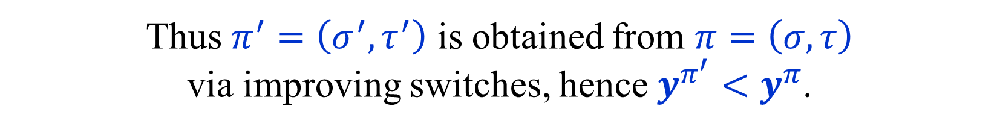 Thus π′ = (σ′, τ′) is obtained from π = (σ, τ)
via improving switches, hence y^π′ < y^π.